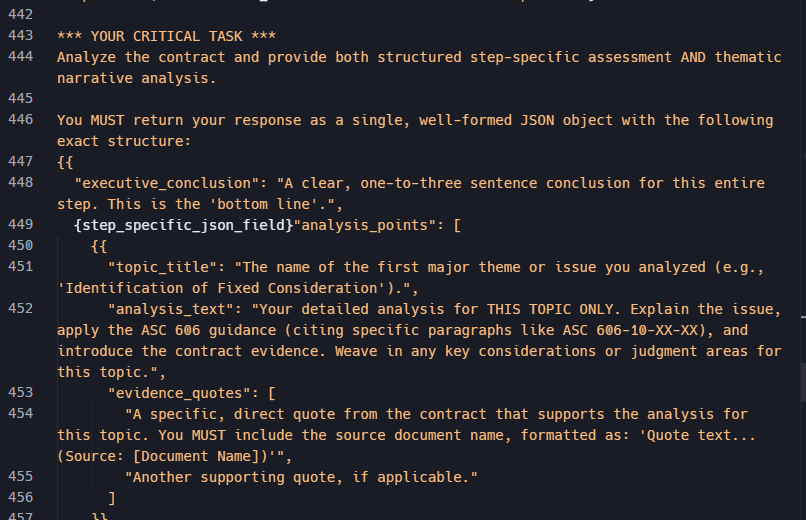 442
443 *** YOUR CRITICAL TASK ***
444 Analyze the contract and provide both structured step-specific assessment AND thematic
narrative analysis.
445
446 You MUST return your response as a single, well-formed JSON object with the following
exact structure:
447 {{
448 "executive_conclusion": "A clear, one-to-three sentence conclusion for this entire
step. This is the 'bottom line'.",
449 {step_specific_json_field}"analysis_points": [
450 {{
451 "topic_title": "The name of the first major theme or issue you analyzed (e.g.,
'Identification of Fixed Consideration').",
452 "analysis_text": "Your detailed analysis for THIS TOPIC ONLY. Explain the issue,
apply the ASC 606 guidance (citing specific paragraphs like ASC 606-10-XX-XX), and
introduce the contract evidence. Weave in any key considerations or judgment areas for
this topic.",
453 "evidence_quotes": [
454 "A specific, direct quote from the contract that supports the analysis for
this topic. You MUST include the source document name, formatted as: 'Quote text...
(Source: [Document Name])'",
455 "Another supporting quote, if applicable."
456 ]
457 }}